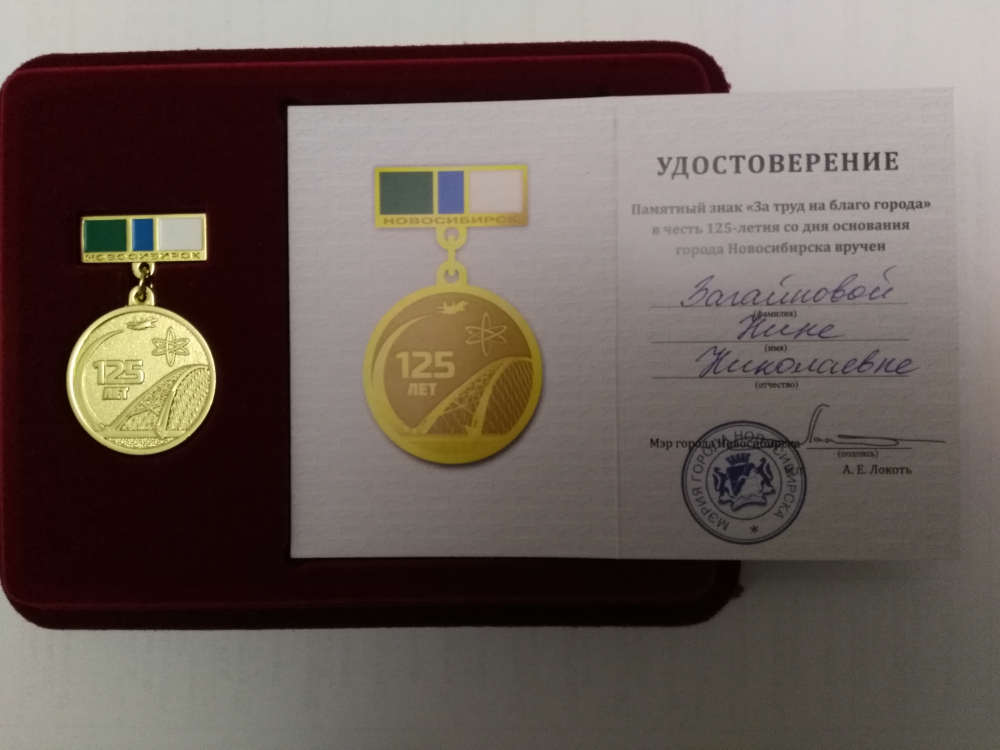 НОВОСИБИРСК
125
ЛЕТ
НОВОСИБИРСК
125
ЛЕТ
УДОСТОВЕРЕНИЕ
Памятный знак «За труд на благо города»
в честь 125-летия со дня основания
города Новосибирска вручен
Загайновой
(фамилия)
Нине
(имя)
Николаевне
(отчество)
Мэр города Новосибирска
(подпись)
М.П.
А. Е. Локоть
МЭРИЯ ГОРОДА НОВОСИБИРСКА